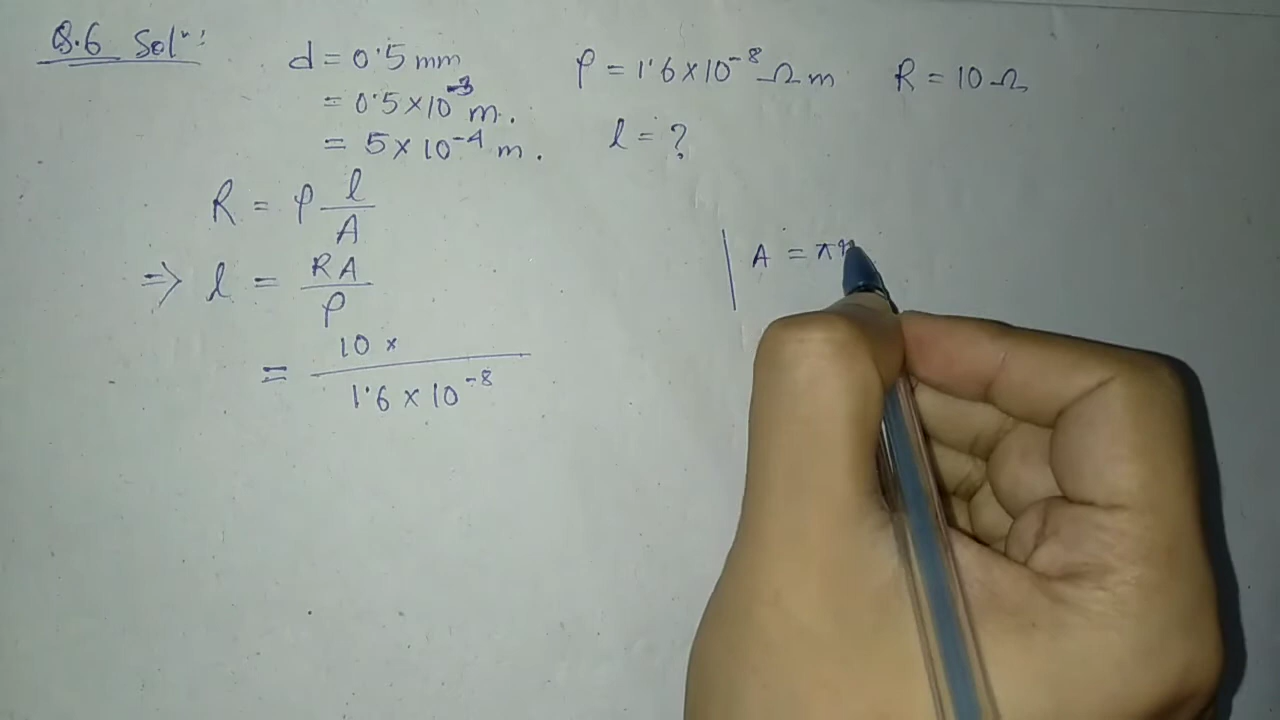 Q.6 Solⁿ:
d = 0.5 mm
= 0.5 × 10⁻³ m.
= 5 × 10⁻⁴ m.
ρ = 1.6 × 10⁻⁸ Ω m
R = 10 Ω
l = ?
R = ρ l/A
⇒ l = RA/ρ
= 10 × / 1.6 × 10⁻⁸
A = π